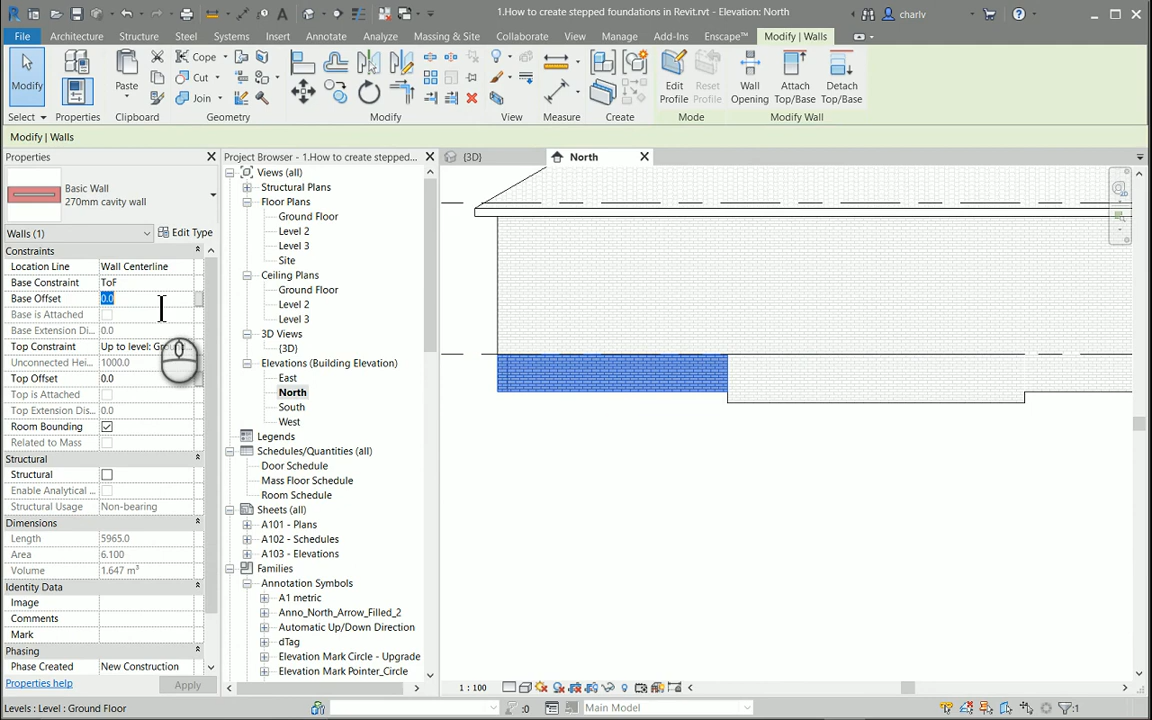 1.How to create stepped foundations in Revit.rvt - Elevation: North
charlv
File Architecture Structure Steel Systems Insert Annotate Analyze Massing & Site Collaborate View Manage Add-Ins Enscape™ Modify | Walls
Modify
Properties
Paste
Cope
Cut
Join
Edit Profile
Reset Profile
Wall Opening
Attach Top/Base
Detach Top/Base
Select Properties Clipboard Geometry Modify View Measure Create Mode Modify Wall
Modify | Walls
Properties
Basic Wall
270mm cavity wall
Walls (1)
Edit Type
Constraints
Location Line Wall Centerline
Base Constraint ToF
Base Offset 0.0
Base is Attached
Base Extension Di... 0.0
Top Constraint Up to level: Gro
Unconnected Hei... 1000.0
Top Offset 0.0
Top is Attached
Top Extension Dis... 0.0
Room Bounding
Related to Mass
Structural
Structural
Enable Analytical ...
Structural Usage Non-bearing
Dimensions
Length 5965.0
Area 6.100
Volume 1.647 m³
Identity Data
Image
Comments
Mark
Phasing
Phase Created New Construction
Properties help
Apply
Project Browser - 1.How to create stepped...
Views (all)
Structural Plans
Floor Plans
Ground Floor
Level 2
Level 3
Site
Ceiling Plans
Ground Floor
Level 2
Level 3
3D Views
{3D}
Elevations (Building Elevation)
East
North
South
West
Legends
Schedules/Quantities (all)
Door Schedule
Mass Floor Schedule
Room Schedule
Sheets (all)
A101 - Plans
A102 - Schedules
A103 - Elevations
Families
Annotation Symbols
A1 metric
Anno_North_Arrow_Filled_2
Automatic Up/Down Direction
dTag
Elevation Mark Circle - Upgrade
Elevation Mark Pointer_Circle
{3D}
North
1 : 100
Levels : Level : Ground Floor
:0
Main Model
:1